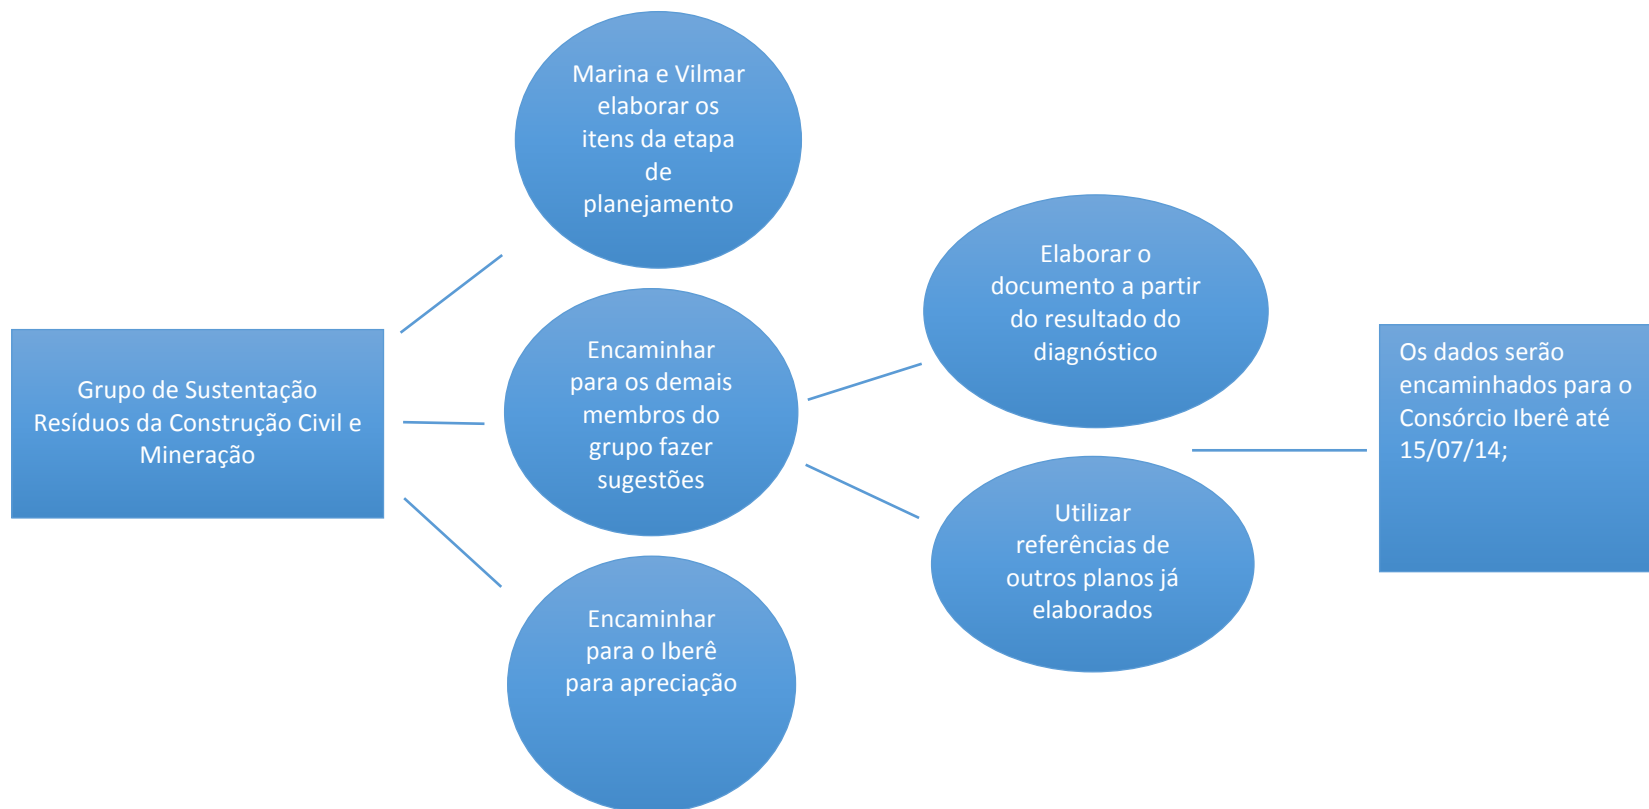 Grupo de Sustentação
Resíduos da Construção Civil e
Mineração
Marina e Vilmar
elaborar os
itens da etapa
de
planejamento
Encaminhar
para os demais
membros do
grupo fazer
sugestões
Encaminhar
para o Iberê
para apreciação
Elaborar o
documento a partir
do resultado do
diagnóstico
Utilizar
referências de
outros planos já
elaborados
Os dados serão
encaminhados para o
Consórcio Iberê até
15/07/14;